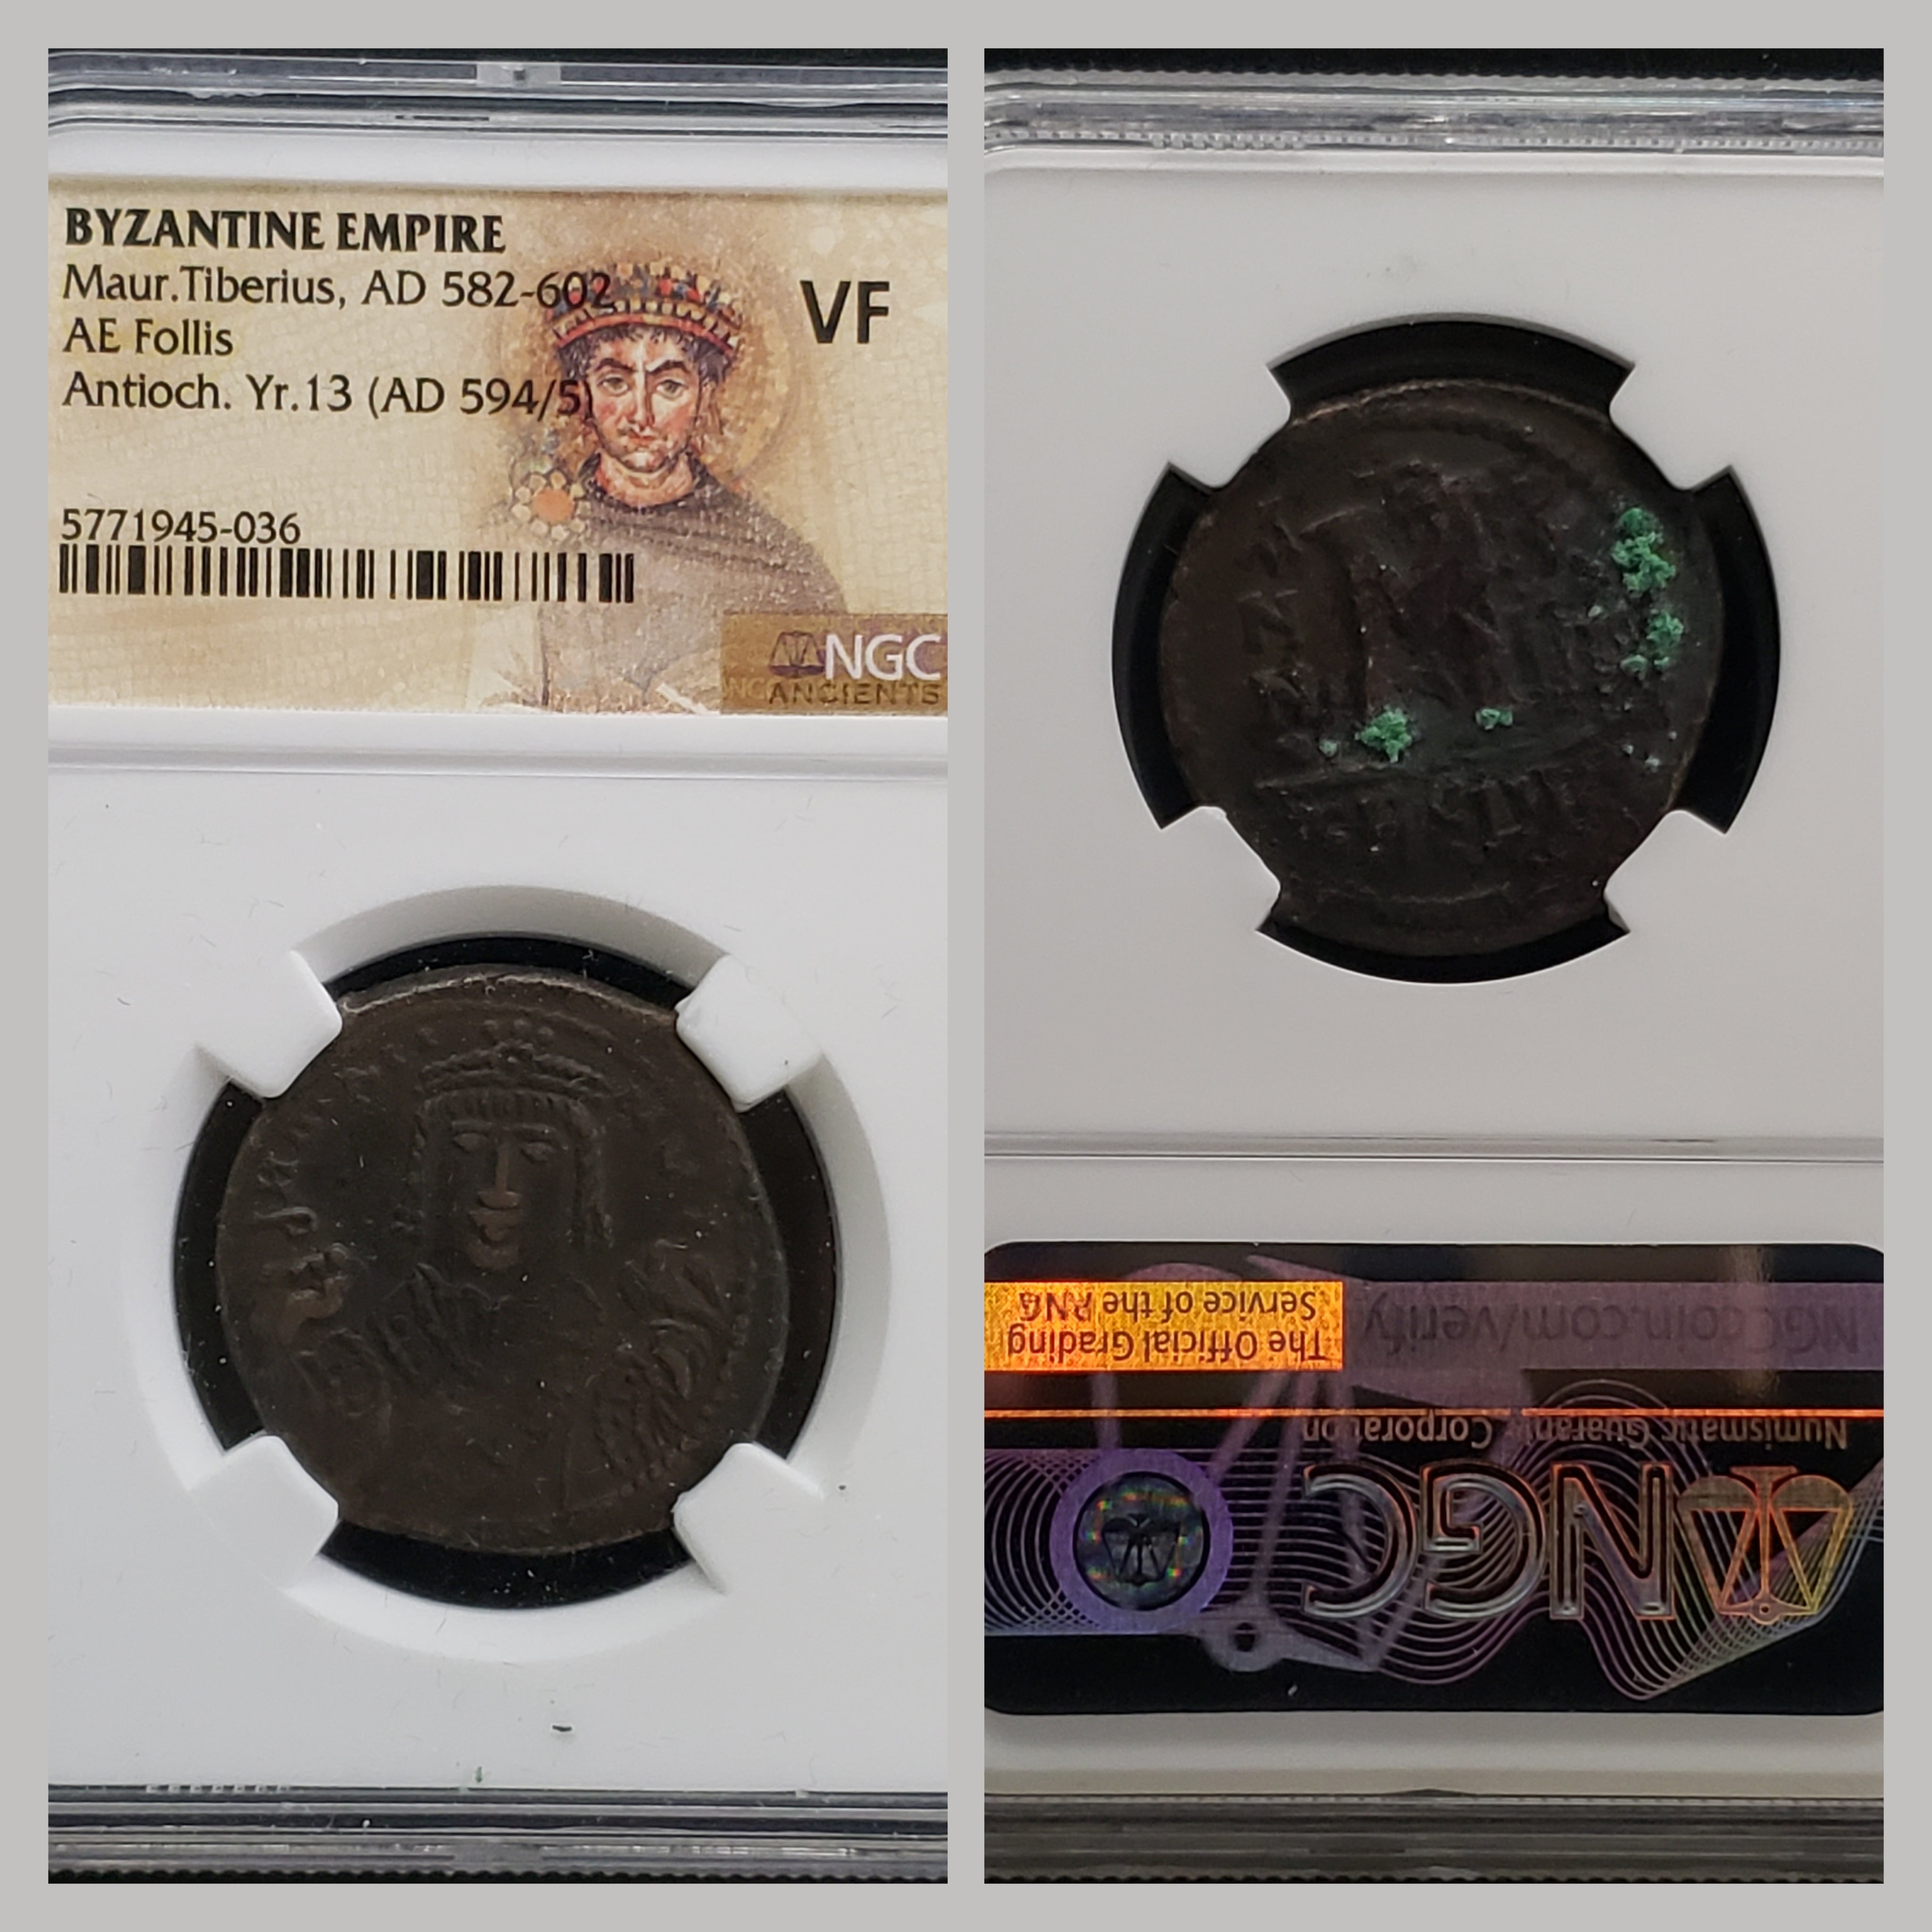 BYZANTINE EMPIRE
Maur.Tiberius, AD 582-602
AE Follis
Antioch. Yr.13 (AD 594/5)
VF
5771945-036
NGC
ANCIENTS
NGC
Numismatic Guaranty Corporation
The Official Grading
Service of the PNG
NGCcoin.com/verify